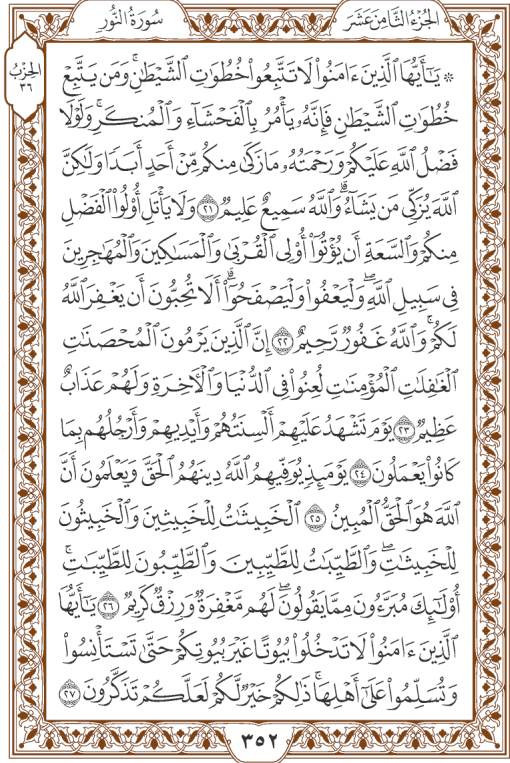 الجزء الثامن عشر
سورة النور
الحزب
٣٦
۞ يَـٰٓأَيُّهَا ٱلَّذِينَ ءَامَنُوا۟ لَا تَتَّبِعُوا۟ خُطُوَٰتِ ٱلشَّيْطَـٰنِ ۚ وَمَن يَتَّبِعْ
خُطُوَٰتِ ٱلشَّيْطَـٰنِ فَإِنَّهُۥ يَأْمُرُ بِٱلْفَحْشَآءِ وَٱلْمُنكَرِ ۚ وَلَوْلَا
فَضْلُ ٱللَّهِ عَلَيْكُمْ وَرَحْمَتُهُۥ مَا زَكَىٰ مِنكُم مِّنْ أَحَدٍ أَبَدًا وَلَـٰكِنَّ
ٱللَّهَ يُزَكِّى مَن يَشَآءُ ۗ وَٱللَّهُ سَمِيعٌ عَلِيمٌ ٢١ وَلَا يَأْتَلِ أُو۟لُوا۟ ٱلْفَضْلِ
مِنكُمْ وَٱلسَّعَةِ أَن يُؤْتُوٓا۟ أُو۟لِى ٱلْقُرْبَىٰ وَٱلْمَسَـٰكِينَ وَٱلْمُهَـٰجِرِينَ
فِى سَبِيلِ ٱللَّهِ ۖ وَلْيَعْفُوا۟ وَلْيَصْفَحُوٓا۟ ۗ أَلَا تُحِبُّونَ أَن يَغْفِرَ ٱللَّهُ
لَكُمْ ۚ وَٱللَّهُ غَفُورٌ رَّحِيمٌ ٢٢ إِنَّ ٱلَّذِينَ يَرْمُونَ ٱلْمُحْصَنَـٰتِ
ٱلْغَـٰفِلَـٰتِ ٱلْمُؤْمِنَـٰتِ لُعِنُوا۟ فِى ٱلدُّنْيَا وَٱلْـَٔاخِرَةِ وَلَهُمْ عَذَابٌ
عَظِيمٌ ٢٣ يَوْمَ تَشْهَدُ عَلَيْهِمْ أَلْسِنَتُهُمْ وَأَيْدِيهِمْ وَأَرْجُلُهُم بِمَا
كَانُوا۟ يَعْمَلُونَ ٢٤ يَوْمَئِذٍ يُوَفِّيهِمُ ٱللَّهُ دِينَهُمُ ٱلْحَقَّ وَيَعْلَمُونَ أَنَّ
ٱللَّهَ هُوَ ٱلْحَقُّ ٱلْمُبِينُ ٢٥ ٱلْخَبِيثَـٰتُ لِلْخَبِيثِينَ وَٱلْخَبِيثُونَ
لِلْخَبِيثَـٰتِ ۖ وَٱلطَّيِّبَـٰتُ لِلطَّيِّبِينَ وَٱلطَّيِّبُونَ لِلطَّيِّبَـٰتِ ۚ
أُو۟لَـٰٓئِكَ مُبَرَّءُونَ مِمَّا يَقُولُونَ ۖ لَهُم مَّغْفِرَةٌ وَرِزْقٌ كَرِيمٌ ٢٦ يَـٰٓأَيُّهَا
ٱلَّذِينَ ءَامَنُوا۟ لَا تَدْخُلُوا۟ بُيُوتًا غَيْرَ بُيُوتِكُمْ حَتَّىٰ تَسْتَأْنِسُوا۟
وَتُسَلِّمُوا۟ عَلَىٰٓ أَهْلِهَا ۚ ذَٰلِكُمْ خَيْرٌ لَّكُمْ لَعَلَّكُمْ تَذَكَّرُونَ ٢٧
٣٥٢